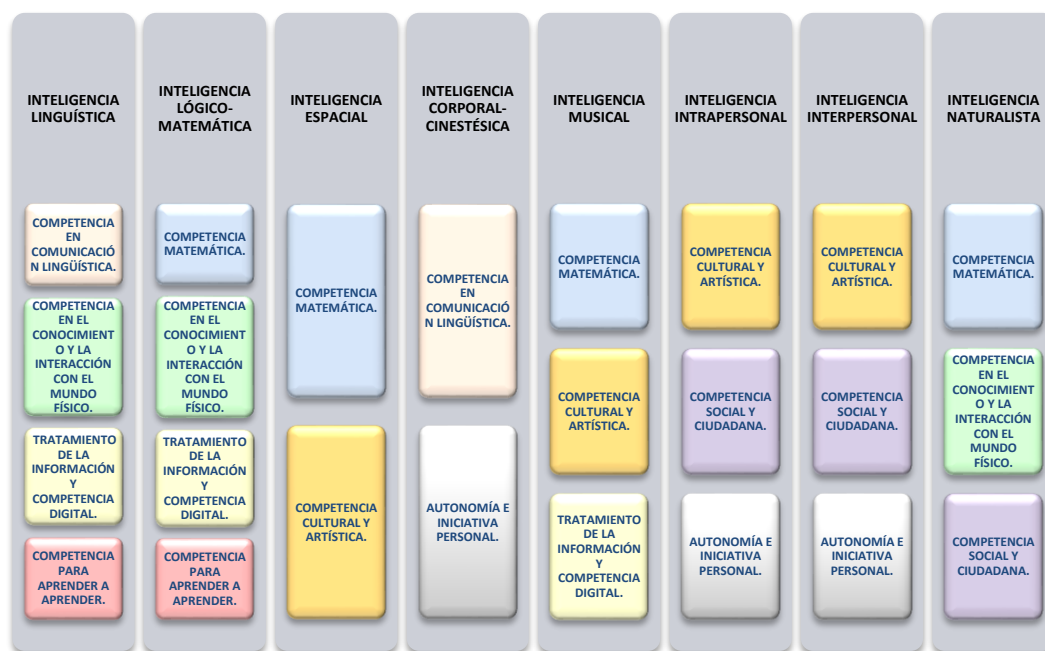 INTELIGENCIA
LINGUÍSTICA
COMPETENCIA
EN
COMUNICACIÓ
N LINGÜÍSTICA.
COMPETENCIA
EN EL
CONOCIMIENT
O Y LA
INTERACCIÓN
CON EL
MUNDO
FÍSICO.
TRATAMIENTO
DE LA
INFORMACIÓN
Y
COMPETENCIA
DIGITAL.
COMPETENCIA
PARA
APRENDER A
APRENDER.
INTELIGENCIA
LÓGICO-
MATEMÁTICA
COMPETENCIA
MATEMÁTICA.
COMPETENCIA
EN EL
CONOCIMIENT
O Y LA
INTERACCIÓN
CON EL
MUNDO
FÍSICO.
TRATAMIENTO
DE LA
INFORMACIÓN
Y
COMPETENCIA
DIGITAL.
COMPETENCIA
PARA
APRENDER A
APRENDER.
INTELIGENCIA
ESPACIAL
COMPETENCIA
MATEMÁTICA.
COMPETENCIA
CULTURAL Y
ARTÍSTICA.
INTELIGENCIA
CORPORAL-
CINESTÉSICA
COMPETENCIA
EN
COMUNICACIÓ
N LINGÜÍSTICA.
AUTONOMÍA E
INICIATIVA
PERSONAL.
INTELIGENCIA
MUSICAL
COMPETENCIA
MATEMÁTICA.
COMPETENCIA
CULTURAL Y
ARTÍSTICA.
TRATAMIENTO
DE LA
INFORMACIÓN
Y
COMPETENCIA
DIGITAL.
INTELIGENCIA
INTRAPERSONAL
COMPETENCIA
CULTURAL Y
ARTÍSTICA.
COMPETENCIA
SOCIAL Y
CIUDADANA.
AUTONOMÍA E
INICIATIVA
PERSONAL.
INTELIGENCIA
INTERPERSONAL
COMPETENCIA
CULTURAL Y
ARTÍSTICA.
COMPETENCIA
SOCIAL Y
CIUDADANA.
AUTONOMÍA E
INICIATIVA
PERSONAL.
INTELIGENCIA
NATURALISTA
COMPETENCIA
MATEMÁTICA.
COMPETENCIA
EN EL
CONOCIMIENT
O Y LA
INTERACCIÓN
CON EL
MUNDO
FÍSICO.
COMPETENCIA
SOCIAL Y
CIUDADANA.